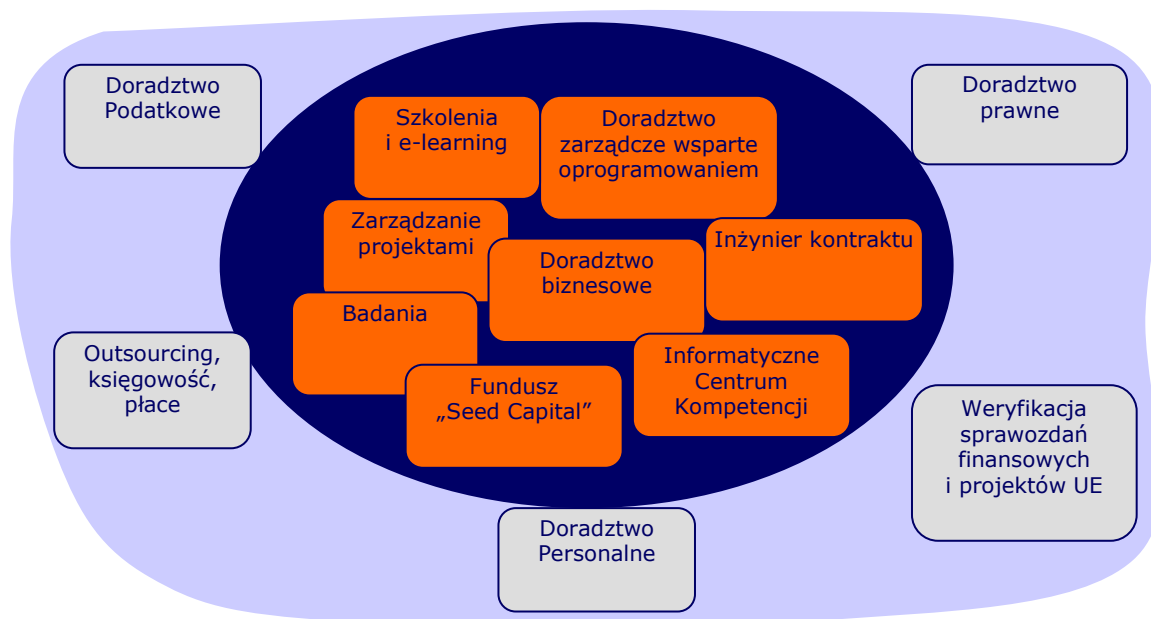 Doradztwo
Podatkowe
Szkolenia
i e-learning
Doradztwo
zarządcze wsparte
oprogramowaniem
Doradztwo
prawne
Zarządzanie
projektami
Doradztwo
biznesowe
Inżynier kontraktu
Badania
Outsourcing,
księgowość,
płace
Fundusz
„Seed Capital”
Informatyczne
Centrum
Kompetencji
Weryfikacja
sprawozdań
finansowych
i projektów UE
Doradztwo
Personalne